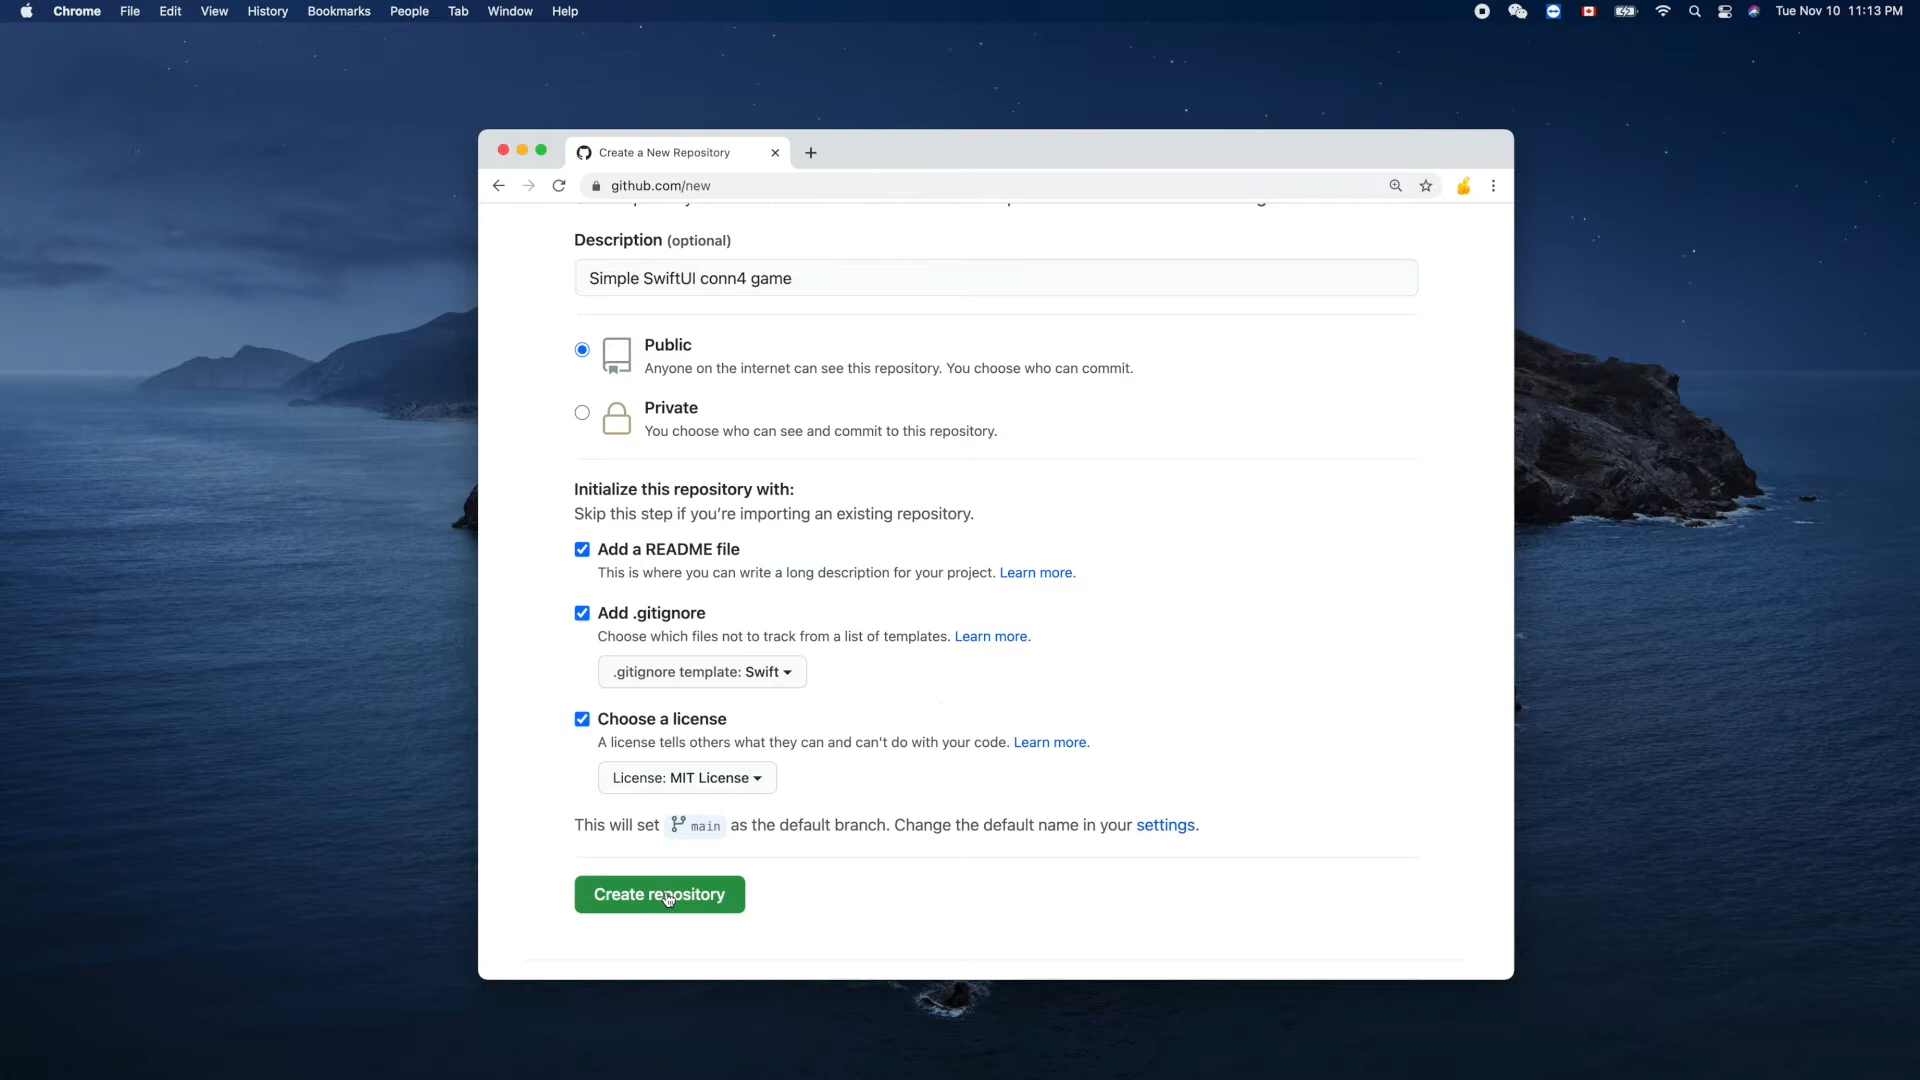 Chrome File Edit View History Bookmarks People Tab Window Help Tue Nov 10 11:13 PM
Create a New Repository
github.com/new
Description (optional)
Simple SwiftUI conn4 game
Public
Anyone on the internet can see this repository. You choose who can commit.
Private
You choose who can see and commit to this repository.
Initialize this repository with:
Skip this step if you're importing an existing repository.
Add a README file
This is where you can write a long description for your project. Learn more.
Add .gitignore
Choose which files not to track from a list of templates. Learn more.
.gitignore template: Swift
Choose a license
A license tells others what they can and can't do with your code. Learn more.
License: MIT License
This will set main as the default branch. Change the default name in your settings.
Create repository